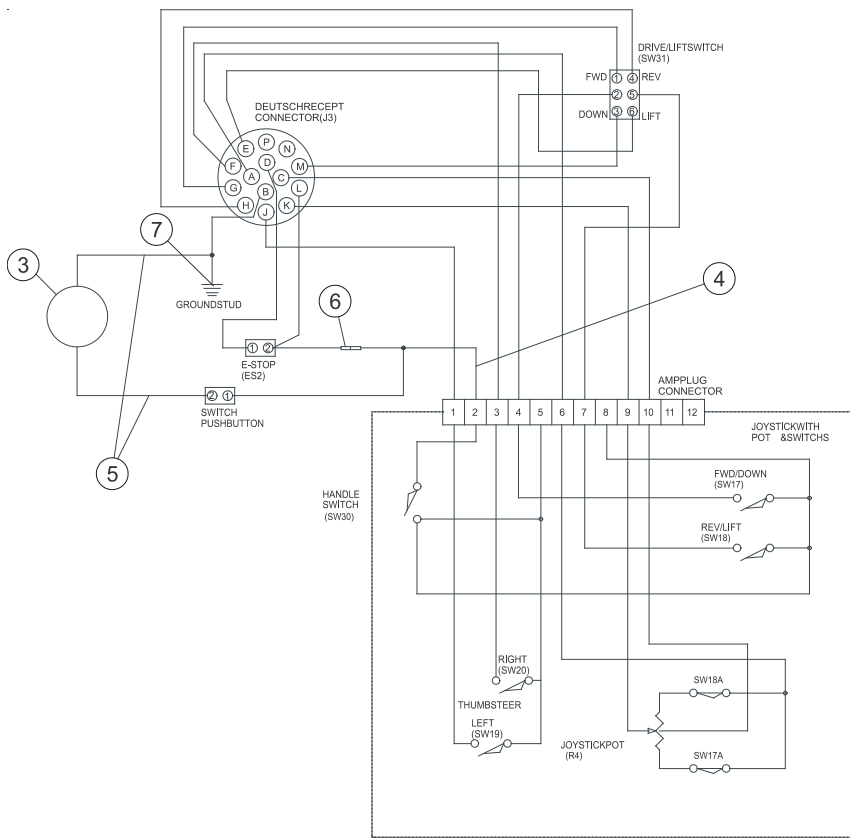 DRIVE/LIFTSWITCH
(SW31)
FWD 1 4 REV
2 5
DOWN 3 6 LIFT
DEUTSCHRECEPT
CONNECTOR(J3)
E P N
F D M
A C
G B L
H J K
7
3
GROUNDSTUD
6
4
1 2
E-STOP
(ES2)
2 1
SWITCH
PUSHBUTTON
5
AMPPLUG
CONNECTOR
1 2 3 4 5 6 7 8 9 10 11 12
JOYSTICKWITH
POT &SWITCHS
FWD/DOWN
(SW17)
HANDLE
SWITCH
(SW30)
REV/LIFT
(SW18)
RIGHT
(SW20)
THUMBSTEER
LEFT
(SW19)
JOYSTICKPOT
(R4)
SW18A
SW17A